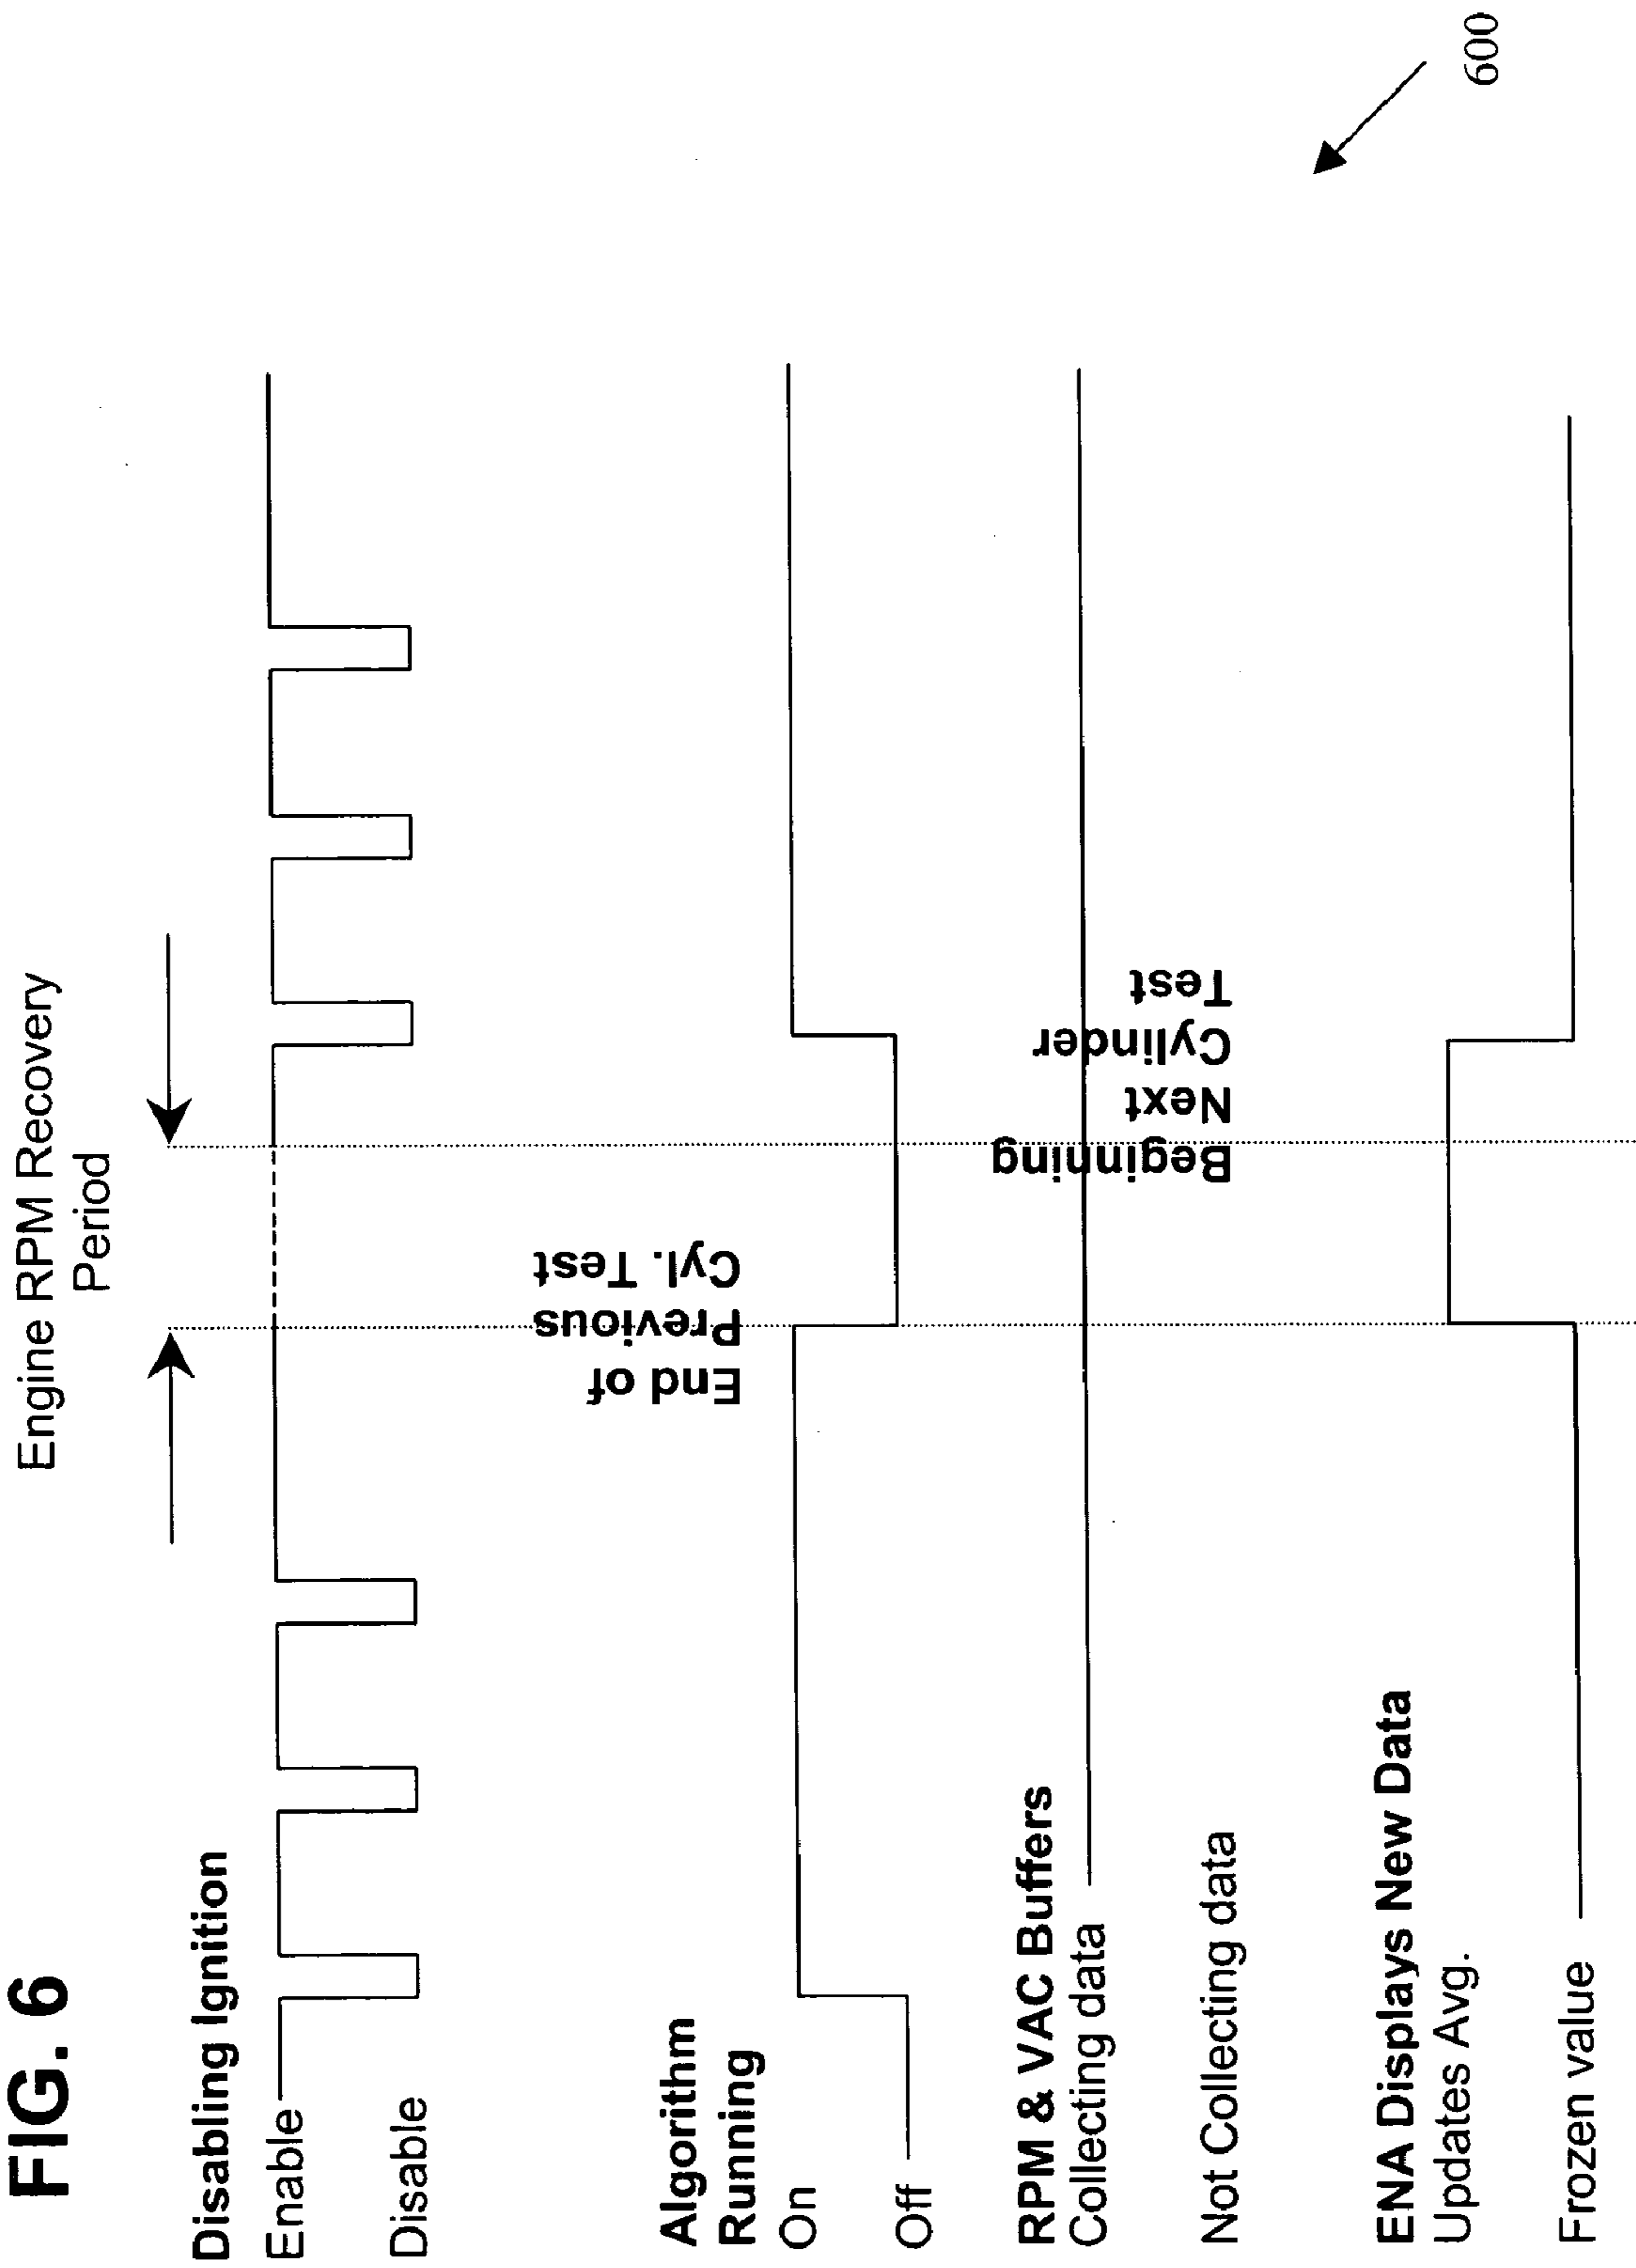 FIG. 6
Engine RPM Recovery
Period
Disabling Ignition
Enable
Disable
End of
Previous
Cyl. Test
Algorithm
Running
On
Off
Beginning
Next
Cylinder
Test
RPM & VAC Buffers
Collecting data
Not Collecting data
ENA Displays New Data
Updates Avg.
Frozen value
600